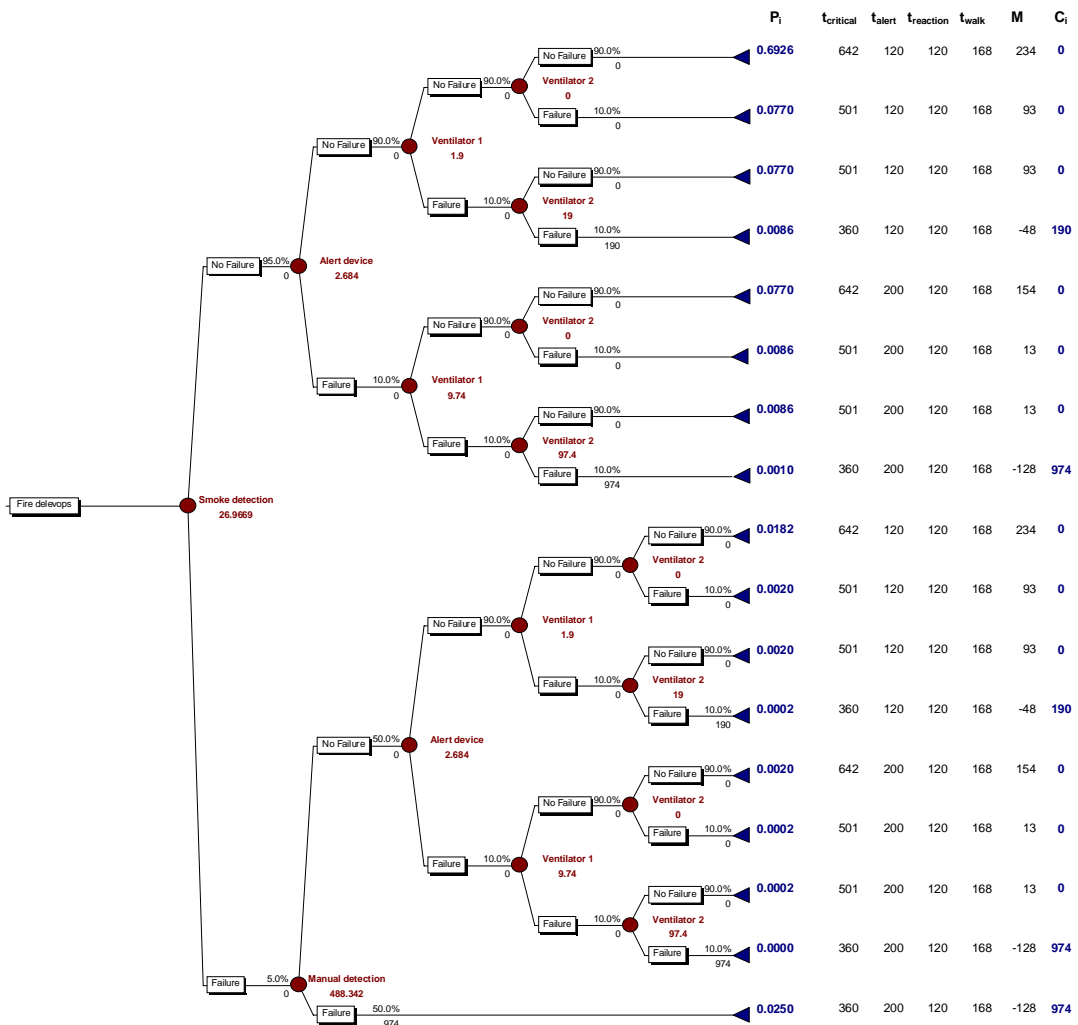 Pi tcritical talert treaction twalk M Ci
No Failure 90.0% 0 0.6926 642 120 120 168 234 0
No Failure 90.0% 0 Ventilator 2 0
Failure 10.0% 0 0.0770 501 120 120 168 93 0
No Failure 90.0% 0 Ventilator 1 1.9
No Failure 90.0% 0 0.0770 501 120 120 168 93 0
Failure 10.0% 0 Ventilator 2 19
Failure 10.0% 190 0.0086 360 120 120 168 -48 190
No Failure 95.0% 0 Alert device 2.684
No Failure 90.0% 0 0.0770 642 200 120 168 154 0
No Failure 90.0% 0 Ventilator 2 0
Failure 10.0% 0 0.0086 501 200 120 168 13 0
Failure 10.0% 0 Ventilator 1 9.74
No Failure 90.0% 0 0.0086 501 200 120 168 13 0
Failure 10.0% 0 Ventilator 2 97.4
Failure 10.0% 974 0.0010 360 200 120 168 -128 974
Fire delevops Smoke detection 26.9669
No Failure 90.0% 0 0.0182 642 120 120 168 234 0
No Failure 90.0% 0 Ventilator 2 0
Failure 10.0% 0 0.0020 501 120 120 168 93 0
No Failure 90.0% 0 Ventilator 1 1.9
No Failure 90.0% 0 0.0020 501 120 120 168 93 0
Failure 10.0% 0 Ventilator 2 19
Failure 10.0% 190 0.0002 360 120 120 168 -48 190
No Failure 50.0% 0 Alert device 2.684
No Failure 90.0% 0 0.0020 642 200 120 168 154 0
No Failure 90.0% 0 Ventilator 2 0
Failure 10.0% 0 0.0002 501 200 120 168 13 0
Failure 10.0% 0 Ventilator 1 9.74
No Failure 90.0% 0 0.0002 501 200 120 168 13 0
Failure 10.0% 0 Ventilator 2 97.4
Failure 10.0% 974 0.0000 360 200 120 168 -128 974
Failure 5.0% 0 Manual detection 488.342
Failure 50.0% 974 0.0250 360 200 120 168 -128 974